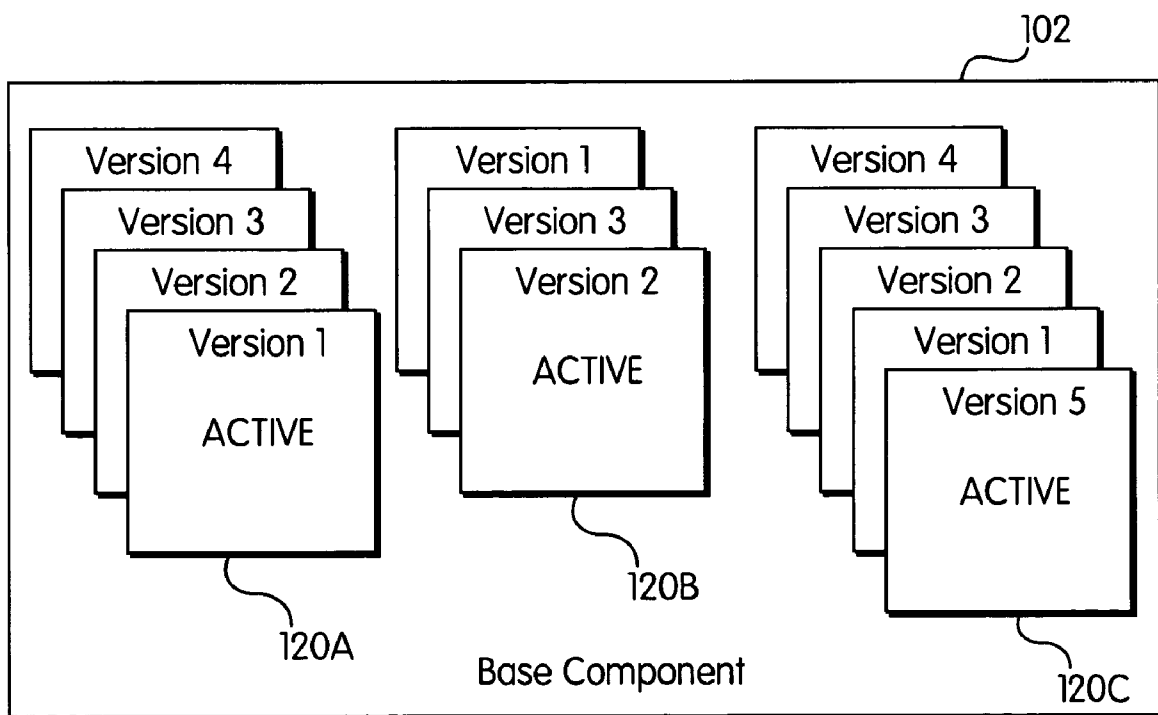 102
Version 4
Version 3
Version 2
Version 1
ACTIVE
120A
Version 1
Version 3
Version 2
ACTIVE
120B
Version 4
Version 3
Version 2
Version 1
Version 5
ACTIVE
120C
Base Component